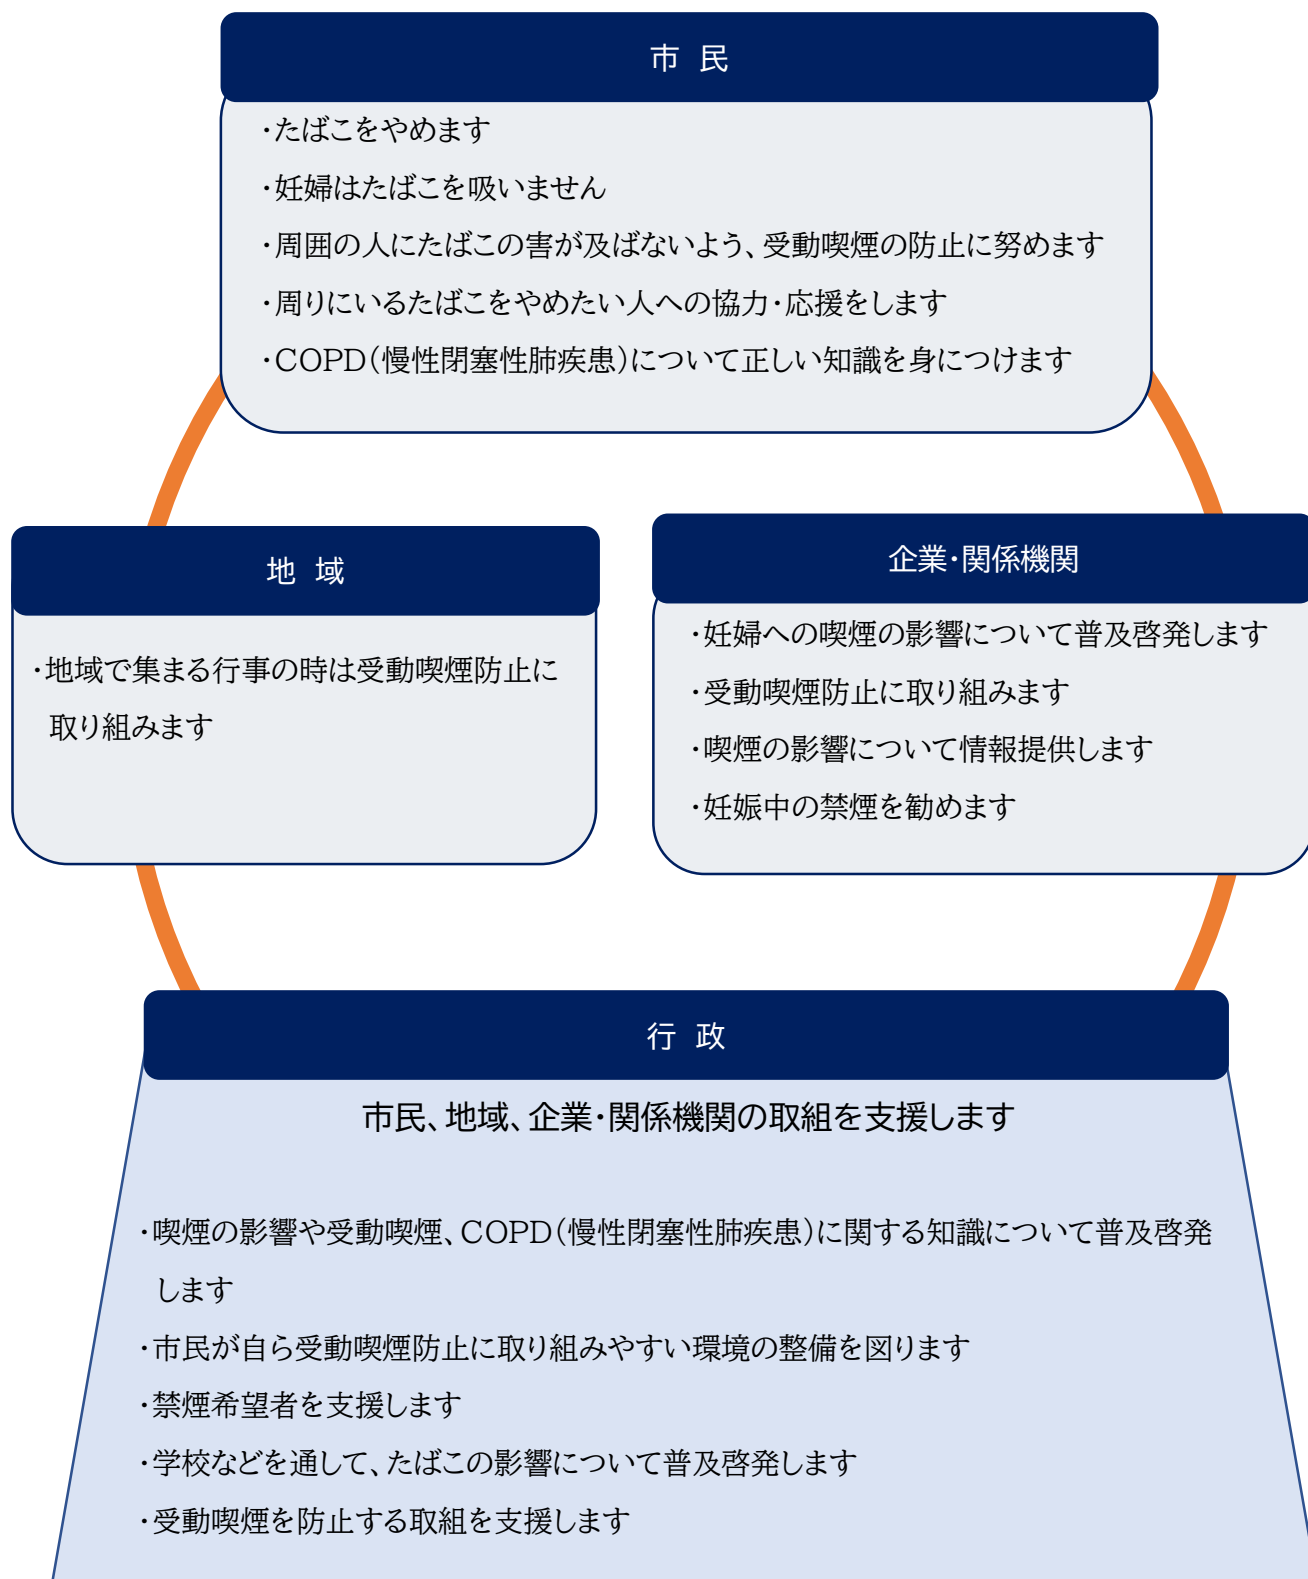 市 民
・たばこをやめます
・妊婦はたばこを吸いません
・周囲の人にたばこの害が及ばないよう、受動喫煙の防止に努めます
・周りにいるたばこをやめたい人への協力・応援をします
・COPD(慢性閉塞性肺疾患)について正しい知識を身につけます
地 域
・地域で集まる行事の時は受動喫煙防止に
取り組みます
企業・関係機関
・妊婦への喫煙の影響について普及啓発します
・受動喫煙防止に取り組みます
・喫煙の影響について情報提供します
・妊娠中の禁煙を勧めます
行 政
市民、地域、企業・関係機関の取組を支援します
・喫煙の影響や受動喫煙、COPD(慢性閉塞性肺疾患)に関する知識について普及啓発
します
・市民が自ら受動喫煙防止に取り組みやすい環境の整備を図ります
・禁煙希望者を支援します
・学校などを通して、たばこの影響について普及啓発します
・受動喫煙を防止する取組を支援します